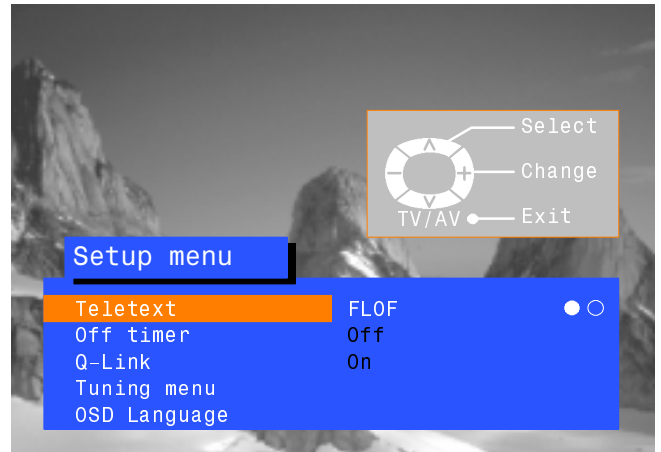 Select
Change
TV/AV Exit
Setup menu
Teletext FLOF
Off timer Off
Q-Link On
Tuning menu
OSD Language